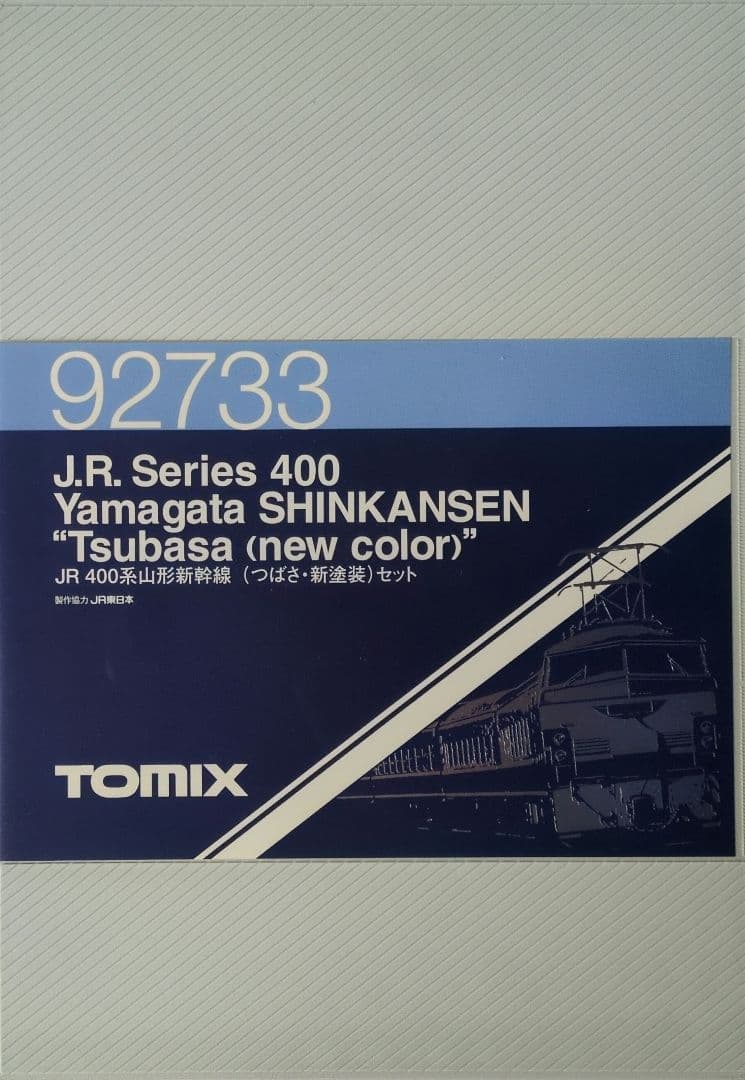 92733
J.R. Series 400
Yamagata SHINKANSEN
“Tsubasa (new color)”
JR 400系山形新幹線 (つばさ・新塗装)セット
製作協力 JR東日本
TOMIX